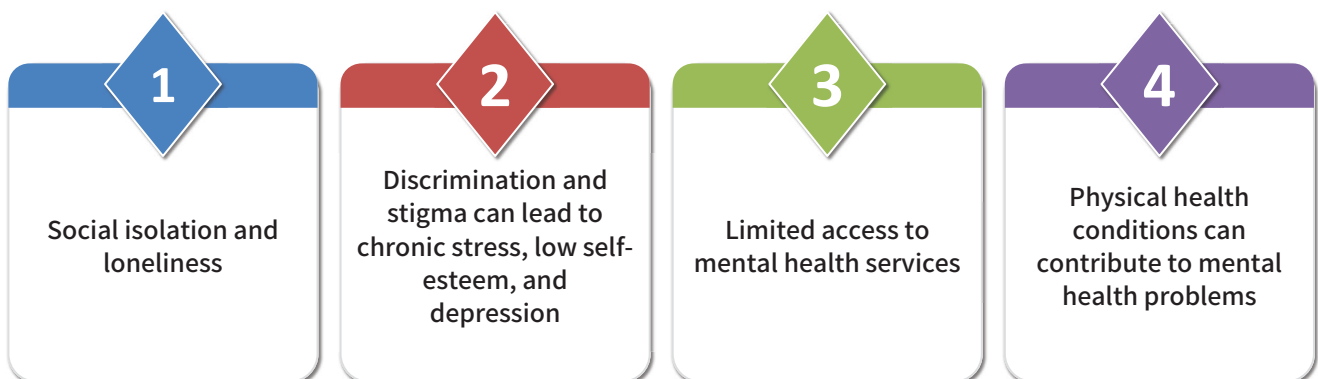 1
Social isolation and
loneliness
2
Discrimination and
stigma can lead to
chronic stress, low self-
esteem, and
depression
3
Limited access to
mental health services
4
Physical health
conditions can
contribute to mental
health problems